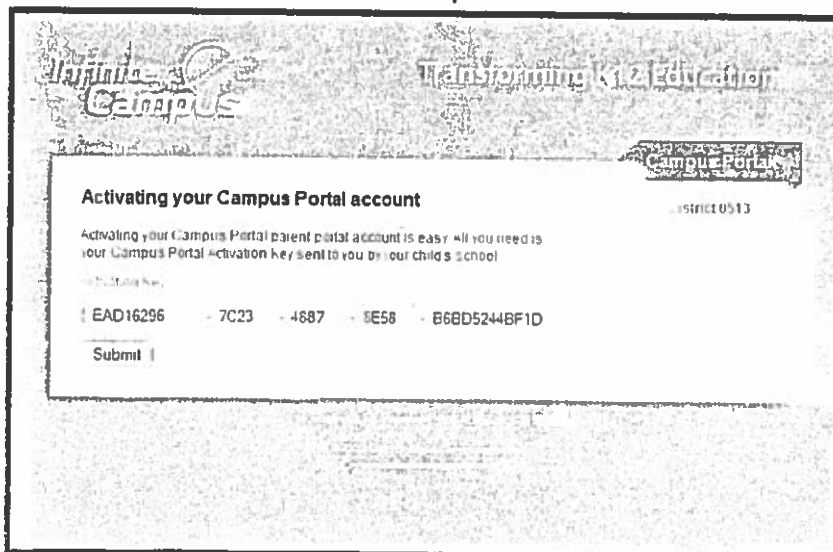 Infinite
Campus
Transforming K12 Education
Campus Portal
Activating your Campus Portal account
District 0513
Activating your Campus Portal parent portal account is easy. All you need is
your Campus Portal Activation Key sent to you by your child's school
Activation Key
EAD16296 - 7C23 - 4687 - 5E58 - B6BD5244BF1D
Submit